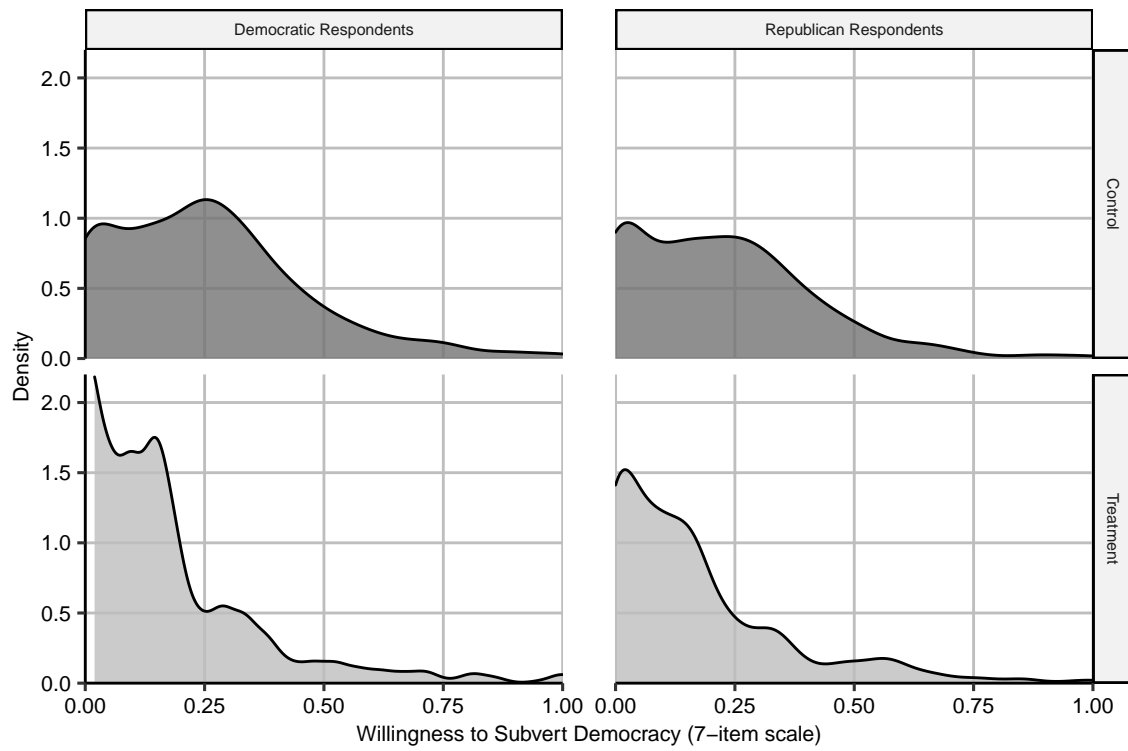 Democratic Respondents
Republican Respondents
2.0
1.5
1.0
0.5
0.0
Control
Density
2.0
1.5
1.0
0.5
0.0
Treatment
0.00 0.25 0.50 0.75 1.00
0.00 0.25 0.50 0.75 1.00
Willingness to Subvert Democracy (7−item scale)